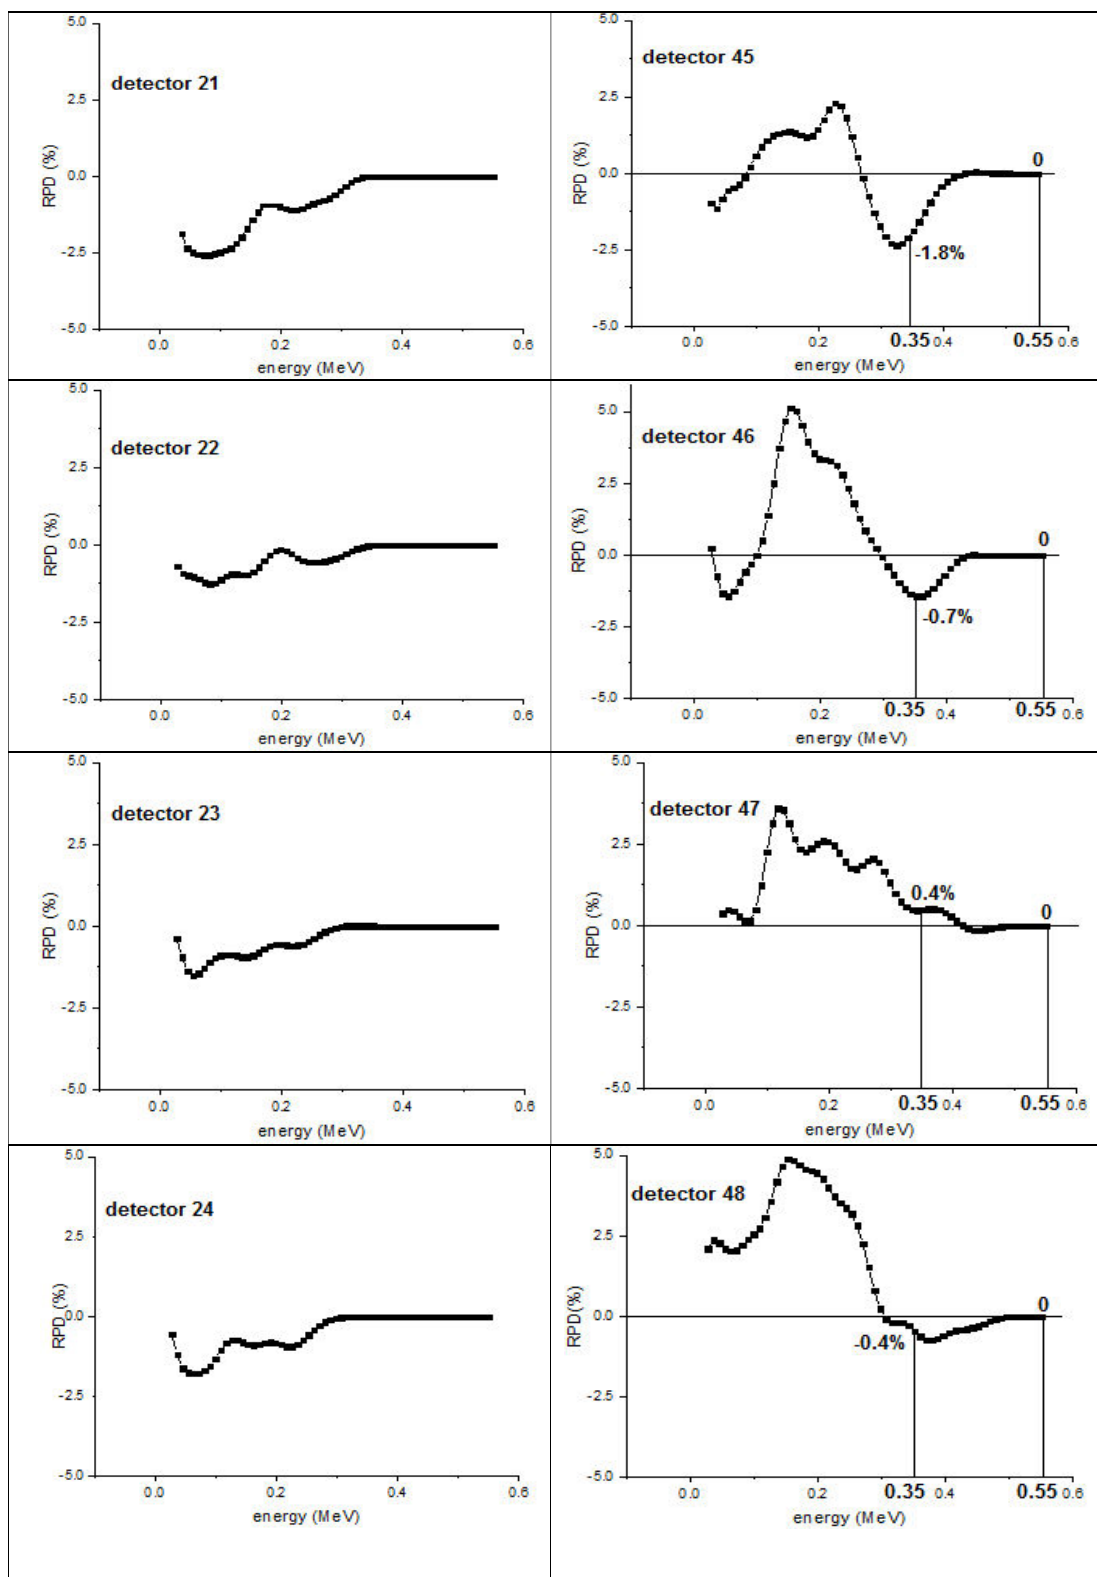 5.0
2.5
0.0
-2.5
-5.0
RPD (%)
detector 21
0.0 0.2 0.4 0.6
energy (MeV)
5.0
2.5
0.0
-2.5
-5.0
RPD (%)
detector 45
0
-1.8%
0.0 0.2 0.35 0.4 0.55 0.6
energy (MeV)
5.0
2.5
0.0
-2.5
-5.0
RPD (%)
detector 22
0.0 0.2 0.4 0.6
energy (MeV)
5.0
2.5
0.0
-2.5
-5.0
RPD (%)
detector 46
0
-0.7%
0.0 0.2 0.35 0.4 0.55 0.6
energy (MeV)
5.0
2.5
0.0
-2.5
-5.0
RPD (%)
detector 23
0.0 0.2 0.4 0.6
energy (MeV)
5.0
2.5
0.0
-2.5
-5.0
RPD (%)
detector 47
0.4%
0
0.0 0.2 0.35 0.4 0.55 0.6
energy (MeV)
5.0
2.5
0.0
-2.5
-5.0
RPD (%)
detector 24
0.0 0.2 0.4 0.6
energy (MeV)
5.0
2.5
0.0
-2.5
-5.0
RPD(%)
detector 48
0
-0.4%
0.0 0.2 0.35 0.4 0.55 0.6
energy (MeV)